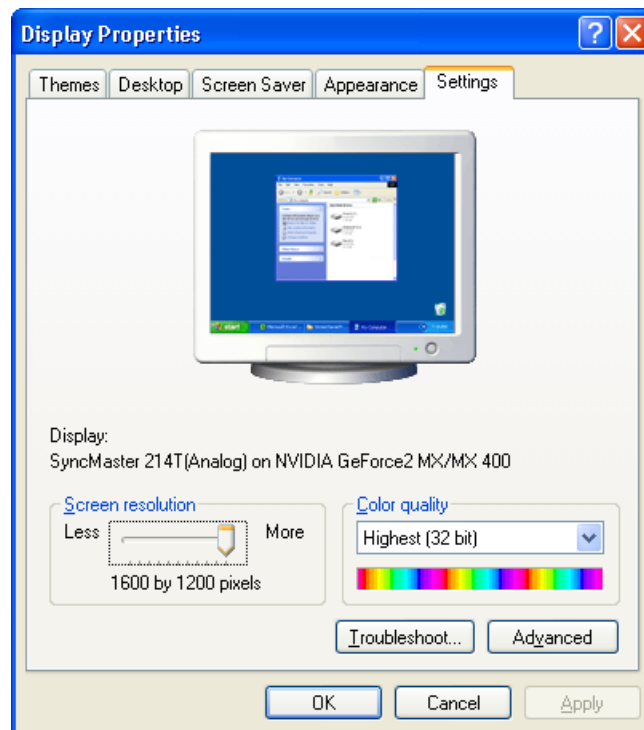 Display Properties
Themes Desktop Screen Saver Appearance Settings
start
Display:
SyncMaster 214T(Analog) on NVIDIA GeForce2 MX/MX 400
Screen resolution
Less More
1600 by 1200 pixels
Color quality
Highest (32 bit)
Troubleshoot... Advanced
OK Cancel Apply